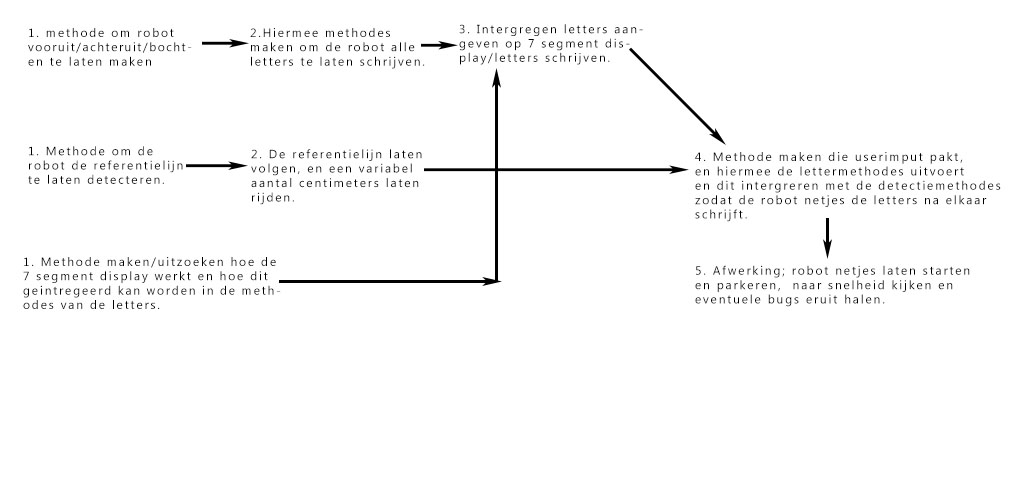 1. methode om robot
vooruit/achteruit/bocht-
en te laten maken
2.Hiermee methodes
maken om de robot alle
letters te laten schrijven.
3. Intergregen letters aan-
geven op 7 segment dis-
play/letters schrijven.
1. Methode om de
robot de referentielijn
te laten detecteren.
2. De referentielijn laten
volgen, en een variabel
aantal centimeters laten
rijden.
4. Methode maken die userimput pakt,
en hiermee de lettermethodes uitvoert
en dit intergreren met de detectiemethodes
zodat de robot netjes de letters na elkaar
schrijft.
1. Methode maken/uitzoeken hoe de
7 segment display werkt en hoe dit
geintregeerd kan worden in de meth-
odes van de letters.
5. Afwerking; robot netjes laten starten
en parkeren,  naar snelheid kijken en
eventuele bugs eruit halen.